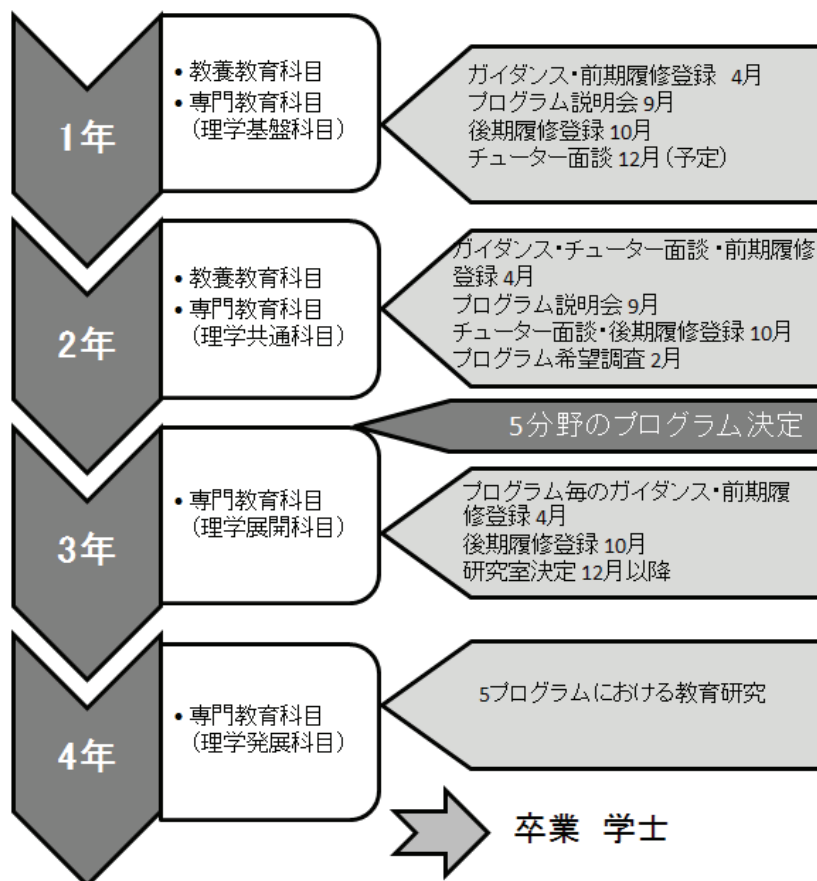 1年
• 教養教育科目
• 専門教育科目
(理学基盤科目)
ガイダンス・前期履修登録 4月
プログラム説明会 9月
後期履修登録 10月
チューター面談 12月(予定)
2年
• 教養教育科目
• 専門教育科目
(理学共通科目)
ガイダンス・チューター面談・前期履修
登録 4月
プログラム説明会 9月
チューター面談・後期履修登録 10月
プログラム希望調査 2月
5分野のプログラム決定
3年
• 専門教育科目
(理学展開科目)
プログラム毎のガイダンス・前期履
修登録 4月
後期履修登録 10月
研究室決定 12月以降
4年
• 専門教育科目
(理学発展科目)
5プログラムにおける教育研究
卒業 学士